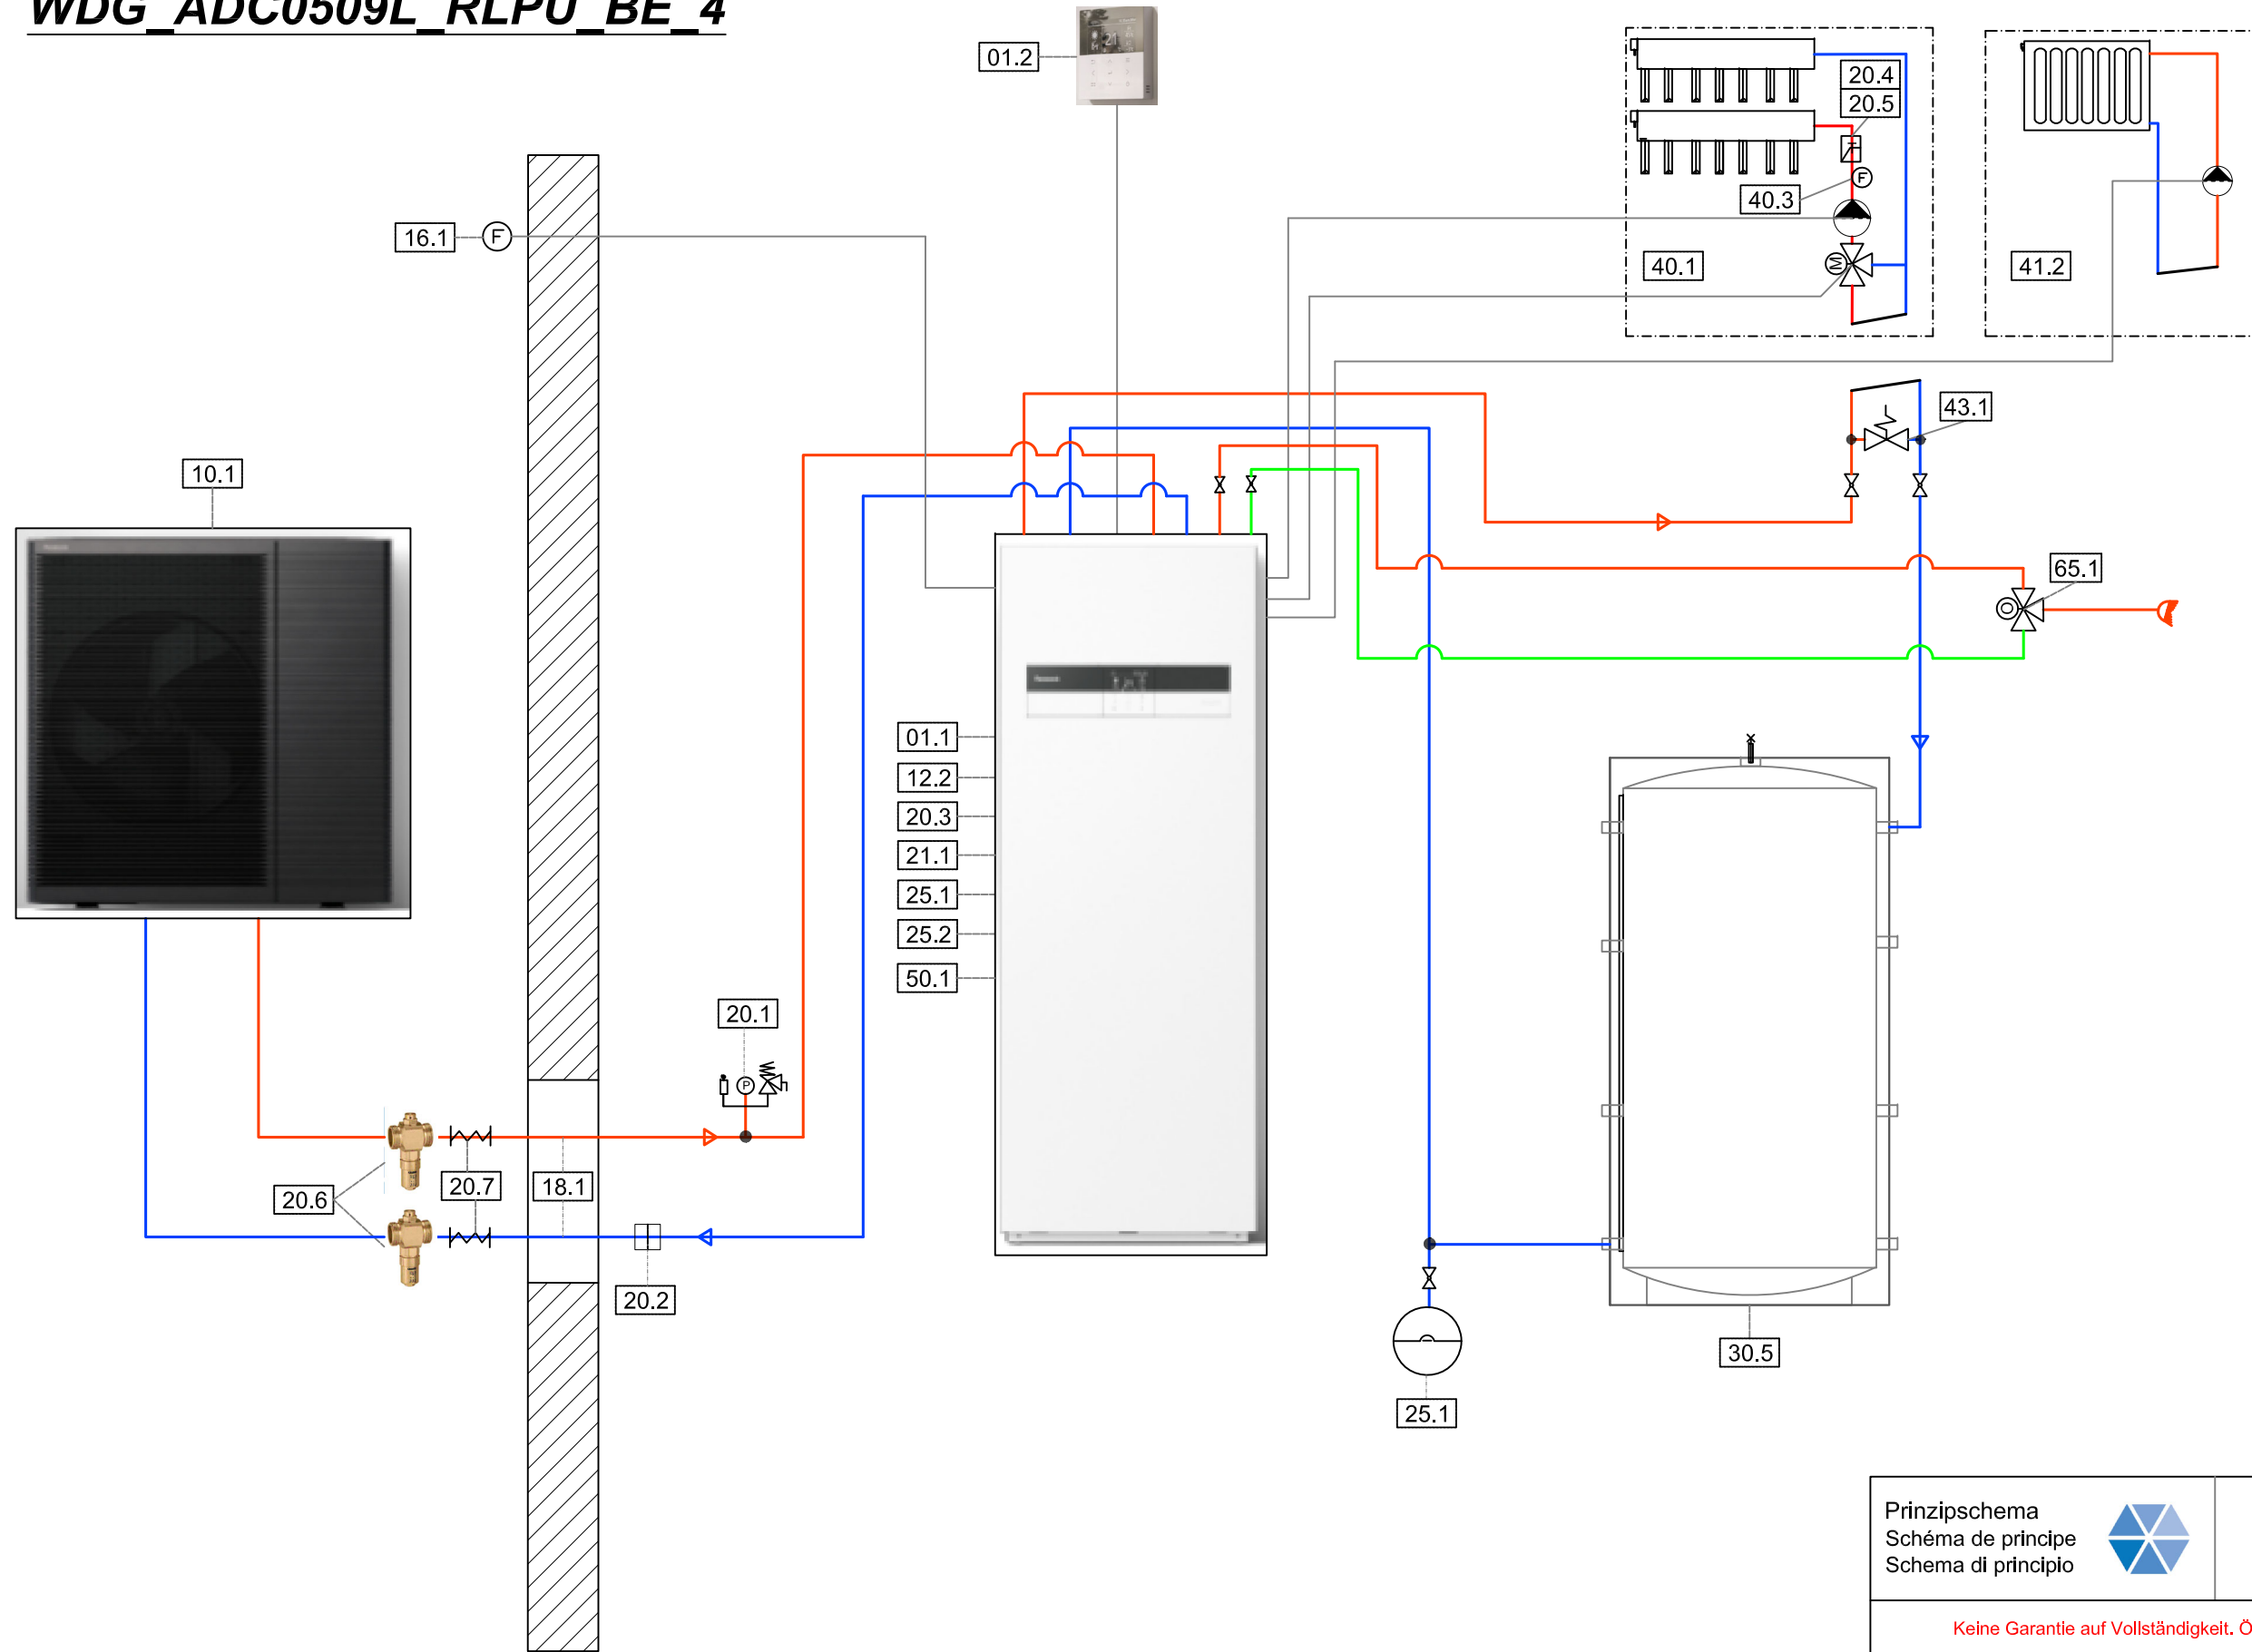 WDG_ADC0509L_RLPU_BE_4
01.2
20.4
20.5
40.3
16.1
F
F
M
40.1
41.2
43.1
10.1
65.1
01.1
12.2
20.3
21.1
25.1
25.2
50.1
20.1
P
20.6
20.7
18.1
20.2
30.5
25.1
Prinzipschema
Schéma de principe
Schema di principio
Keine Garantie auf Vollständigkeit. Ö